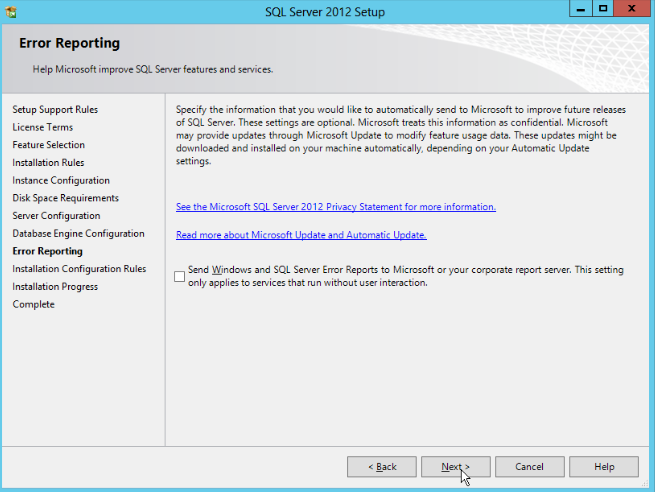 SQL Server 2012 Setup
Error Reporting
Help Microsoft improve SQL Server features and services.
Setup Support Rules
License Terms
Feature Selection
Installation Rules
Instance Configuration
Disk Space Requirements
Server Configuration
Database Engine Configuration
Error Reporting
Installation Configuration Rules
Installation Progress
Complete
Specify the information that you would like to automatically send to Microsoft to improve future releases
of SQL Server. These settings are optional. Microsoft treats this information as confidential. Microsoft
may provide updates through Microsoft Update to modify feature usage data. These updates might be
downloaded and installed on your machine automatically, depending on your Automatic Update
settings.
See the Microsoft SQL Server 2012 Privacy Statement for more information.
Read more about Microsoft Update and Automatic Update.
Send Windows and SQL Server Error Reports to Microsoft or your corporate report server. This setting
only applies to services that run without user interaction.
< Back
Next >
Cancel
Help